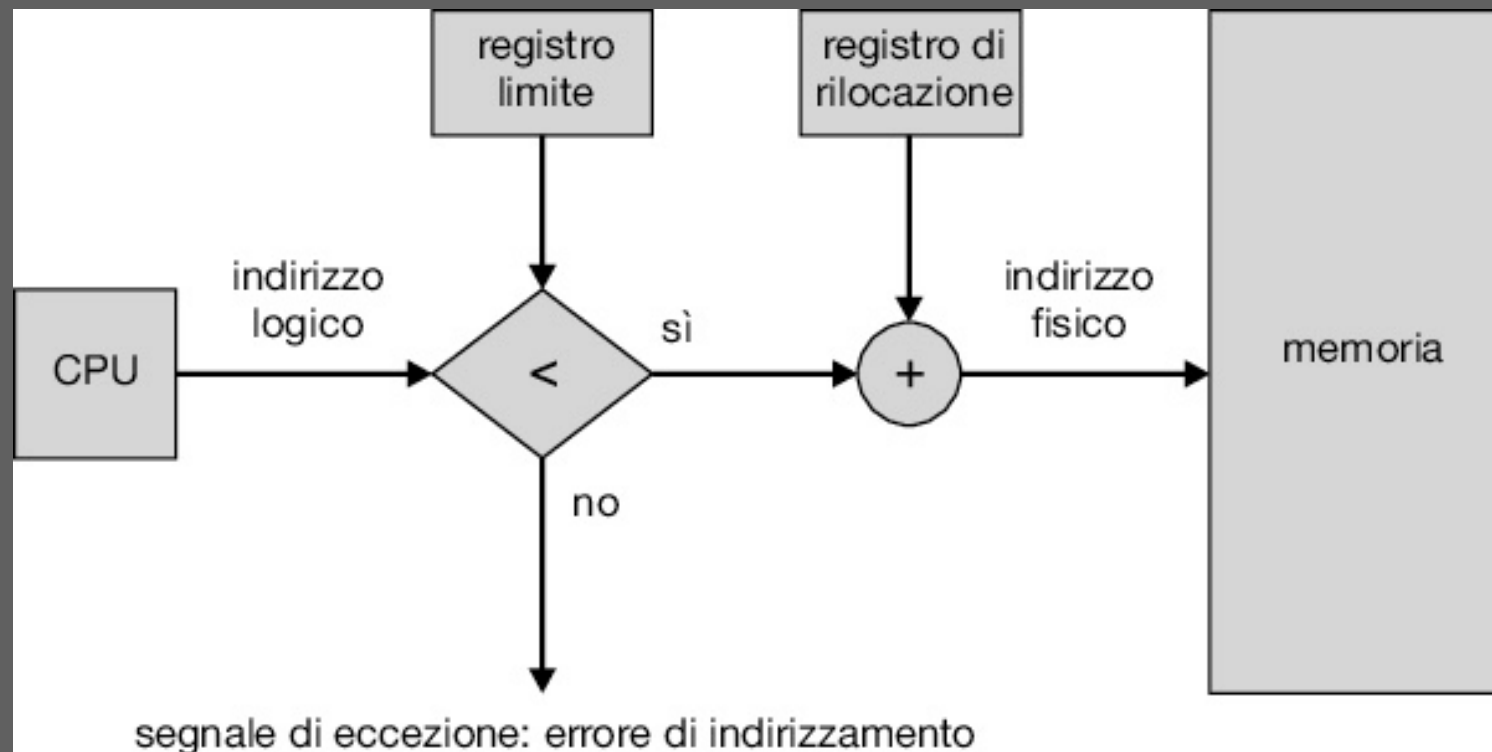 registro
limite
registro di
rilocazione
indirizzo
logico
indirizzo
fisico
sì
CPU
<
+
memoria
no
segnale di eccezione: errore di indirizzamento